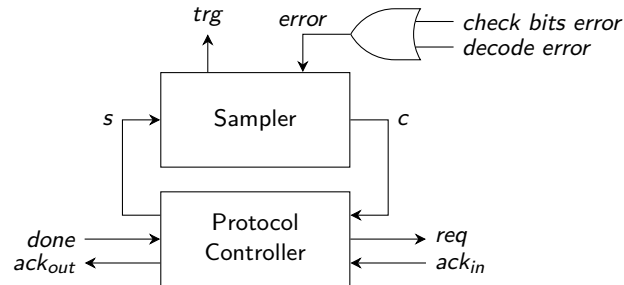 trg
error
check bits error
decode error
s
Sampler
c
Protocol
Controller
done
ack_out
req
ack_in